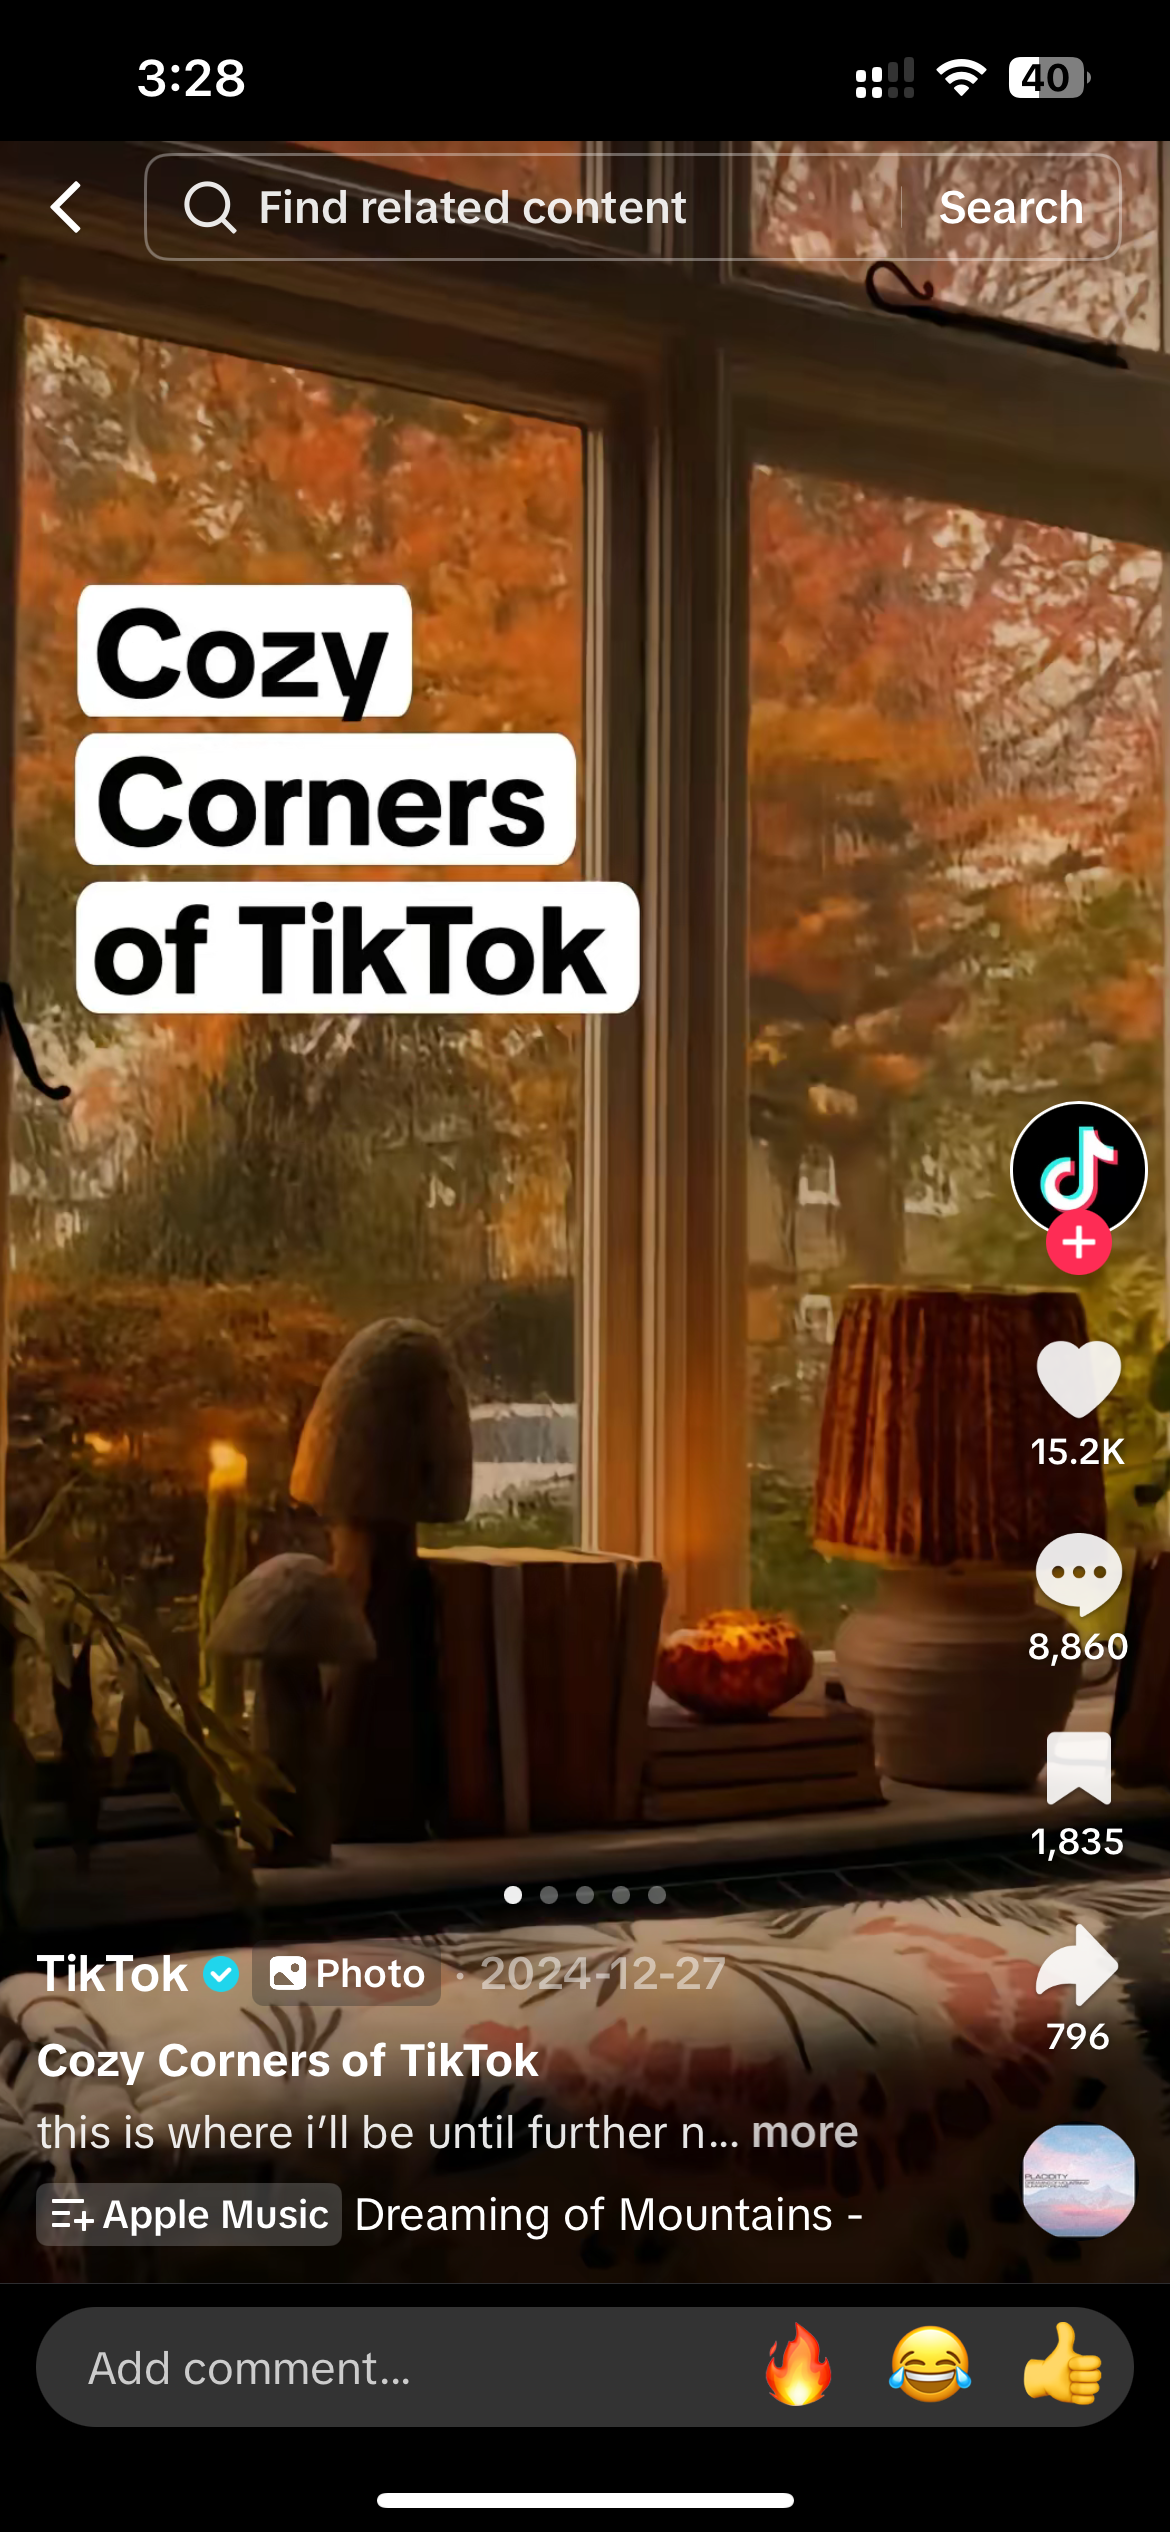 3:28
40
Find related content
Search
Cozy
Corners
of TikTok
15.2K
8,860
1,835
TikTok Photo · 2024-12-27
796
Cozy Corners of TikTok
this is where i’ll be until further n... more
PLACIDITY
Apple Music Dreaming of Mountains -
Add comment...